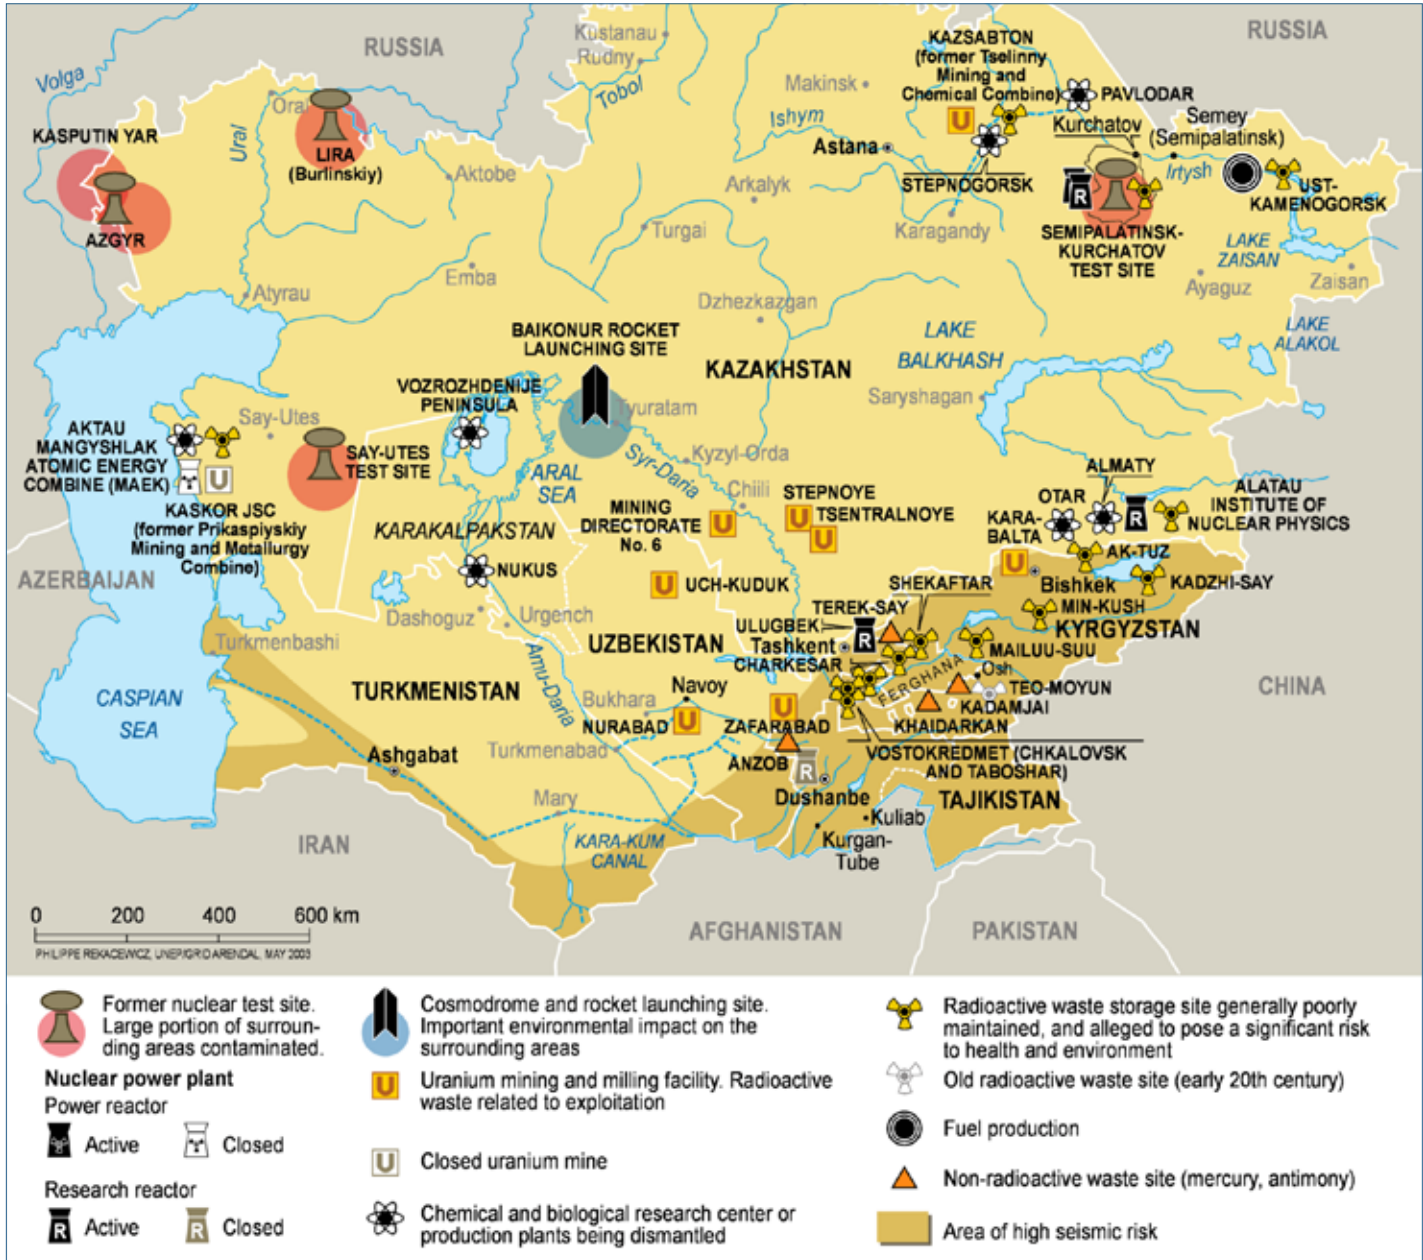 RUSSIA
RUSSIA
Kustanau
Rudny
Tobol
Makinsk
Ishym
KAZSABTON
(former Tselinny
Mining and
Chemical Combine)
PAVLODAR
Kurchatov
Semey
(Semipalatinsk)
Volga
Oral
Ural
KASPUTIN YAR
LIRA
(Burlinskiy)
Aktobe
Astana
STEPNOGORSK
Irtysh
UST-
KAMENOGORSK
Arkalyk
Karagandy
Turgai
AZGYR
SEMIPALATINSK-
KURCHATOV
TEST SITE
LAKE
ZAISAN
Zaisan
Ayaguz
Emba
Atyrau
Dzhezkazgan
BAIKONUR ROCKET
LAUNCHING SITE
LAKE
BALKHASH
LAKE
ALAKOL
KAZAKHSTAN
VOZROZHDENIJE
PENINSULA
Tyuratam
Saryshagan
Say-Utes
AKTAU
MANGYSHLAK
ATOMIC ENERGY
COMBINE (MAEK)
SAY-UTES
TEST SITE
ARAL
SEA
Syr-Daria
Kyzyl-Orda
Chiili
ALMATY
OTAR
ALATAU
INSTITUTE OF
NUCLEAR PHYSICS
KASKOR JSC
(former Prikaspiyskiy
Mining and Metallurgy
Combine)
KARAKALPAKSTAN
MINING
DIRECTORATE
No. 6
STEPNOYE
TSENTRALNOYE
KARA-
BALTA
AK-TUZ
Bishkek
KADZHI-SAY
AZERBAIJAN
NUKUS
UCH-KUDUK
SHEKAFTAR
TEREK-SAY
MIN-KUSH
KYRGYZSTAN
Dashoguz
Urgench
ULUGBEK
Tashkent
CHARKESAR
MAILUU-SUU
Osh
Turkmenbashi
UZBEKISTAN
Amu-Daria
FERGHANA
TEO-MOYUN
KADAMJAI
KHAIDARKAN
CHINA
CASPIAN
SEA
TURKMENISTAN
Bukhara
Navoy
NURABAD
ZAFARABAD
VOSTOKREDMET (CHKALOVSK
AND TABOSHAR)
Turkmenabad
ANZOB
R
Ashgabat
Dushanbe
TAJIKISTAN
Mary
Kuliab
Kurgan-
Tube
IRAN
KARA-KUM
CANAL
AFGHANISTAN
PAKISTAN
0 200 400 600 km
PHILIPPE REKACEWICZ, UNEP/GRID ARENDAL, MAY 2003
Former nuclear test site.
Large portion of surroun-
ding areas contaminated.
Nuclear power plant
Power reactor
Active Closed
Research reactor
R Active R Closed
Cosmodrome and rocket launching site.
Important environmental impact on the
surrounding areas
U Uranium mining and milling facility. Radioactive
waste related to exploitation
U Closed uranium mine
Chemical and biological research center or
production plants being dismantled
Radioactive waste storage site generally poorly
maintained, and alleged to pose a significant risk
to health and environment
Old radioactive waste site (early 20th century)
Fuel production
Non-radioactive waste site (mercury, antimony)
Area of high seismic risk